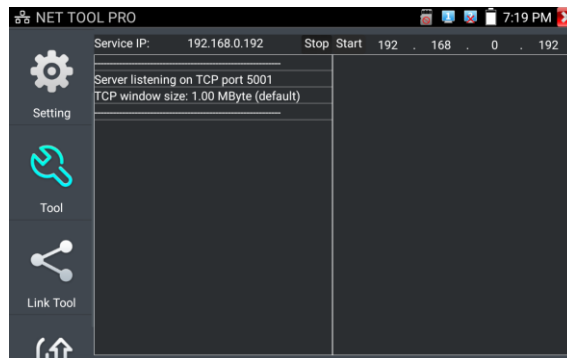 NET TOOL PRO 7:19 PM
Service IP: 192.168.0.192 Stop Start 192 . 168 . 0 . 192
Server listening on TCP port 5001
TCP window size: 1.00 MByte (default)
Setting
Tool
Link Tool